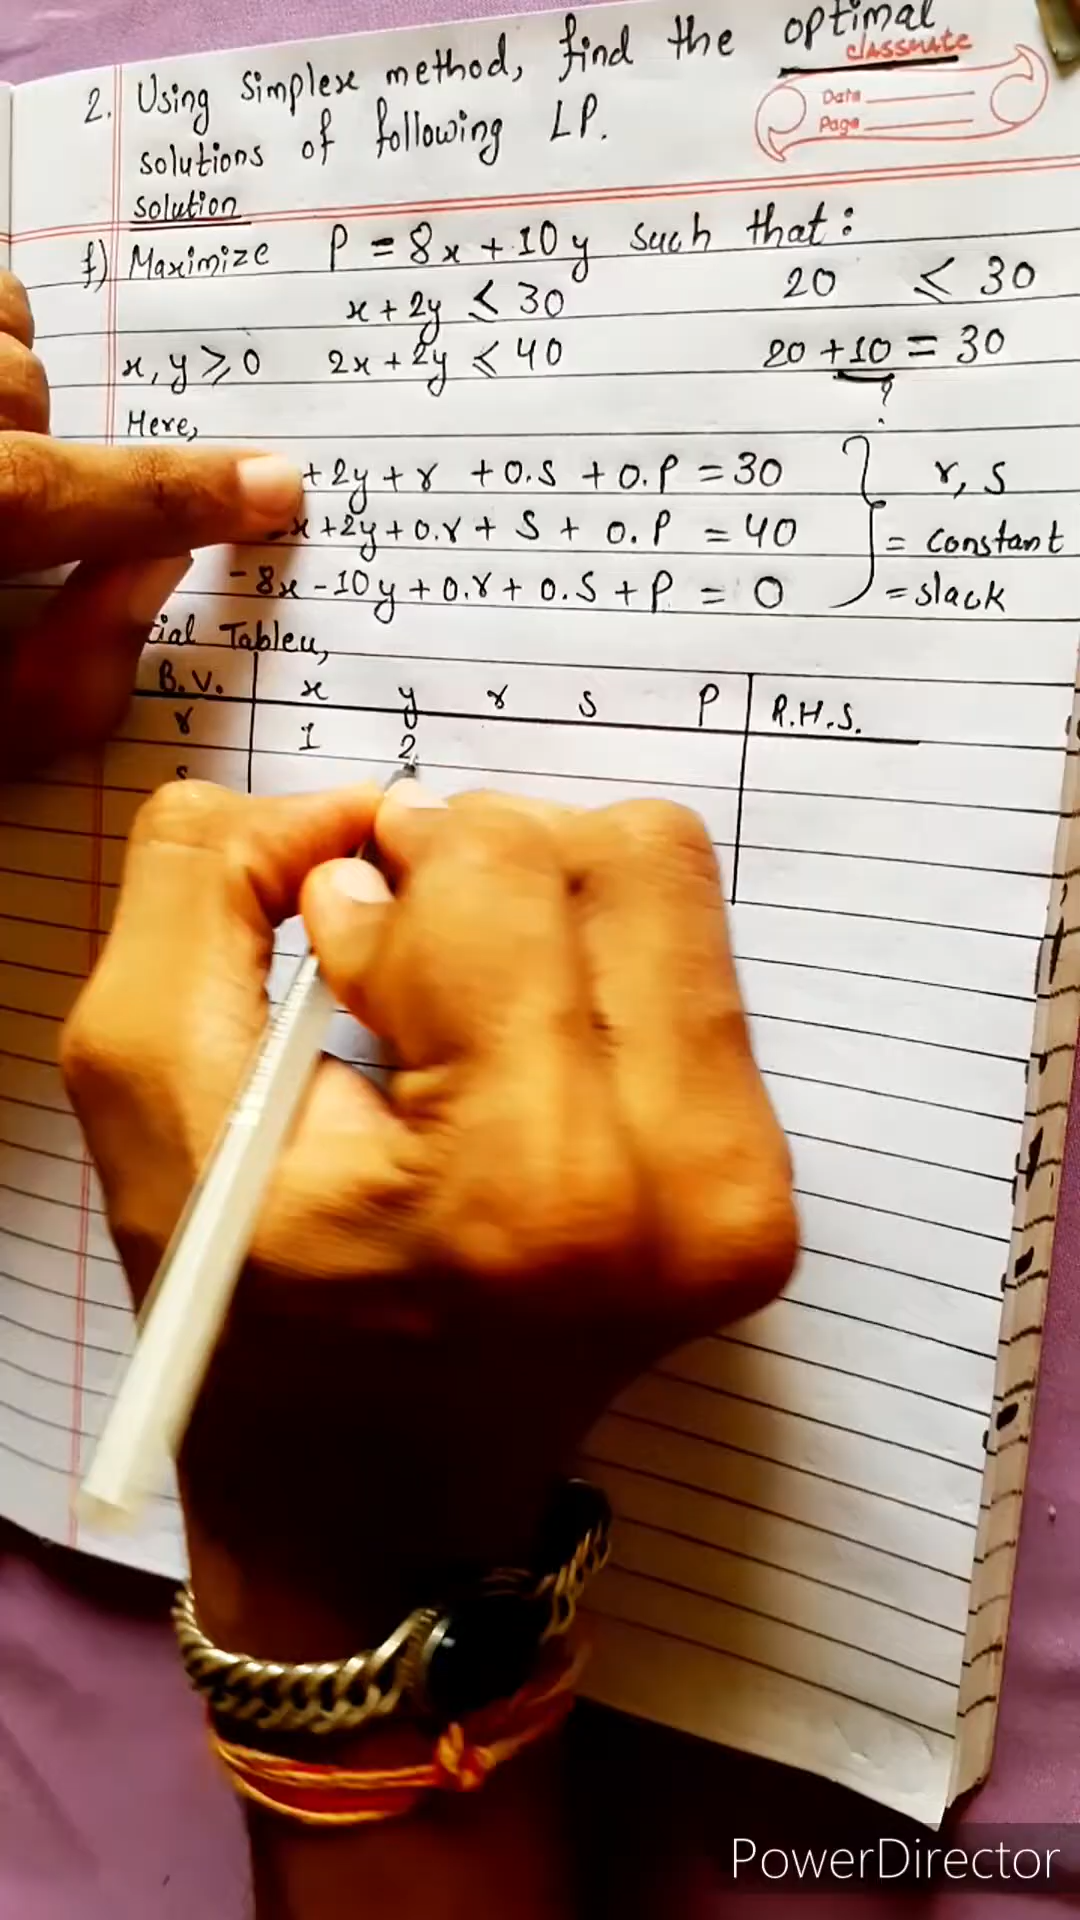 2. Using Simplex method, find the optimal
classmate
Date
Page
solutions of following LP.
solution
f) Maximize P = 8x + 10y such that:
x + 2y ≤ 30 20 ≤ 30
x, y ≥ 0 2x + 2y ≤ 40 20 + 10 = 30
?
Here,
+ 2y + r + 0.S + 0.P = 30 } r, s
x + 2y + 0.r + S + 0.P = 40 = constant
-8x - 10y + 0.r + 0.S + P = 0 = slack
tial Tableu,
B.V. x y r s P R.H.S.
r 1 2
s
PowerDirector